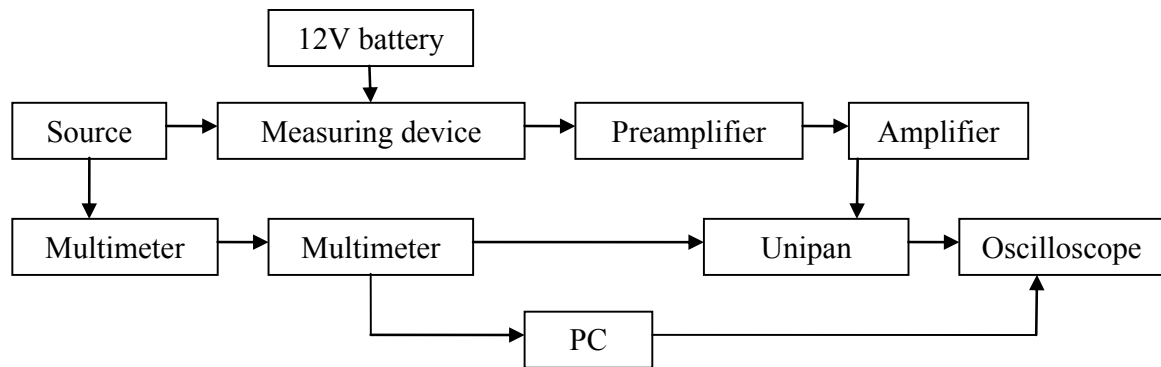 12V battery
Source
Measuring device
Preamplifier
Amplifier
Multimeter
Multimeter
Unipan
Oscilloscope
PC